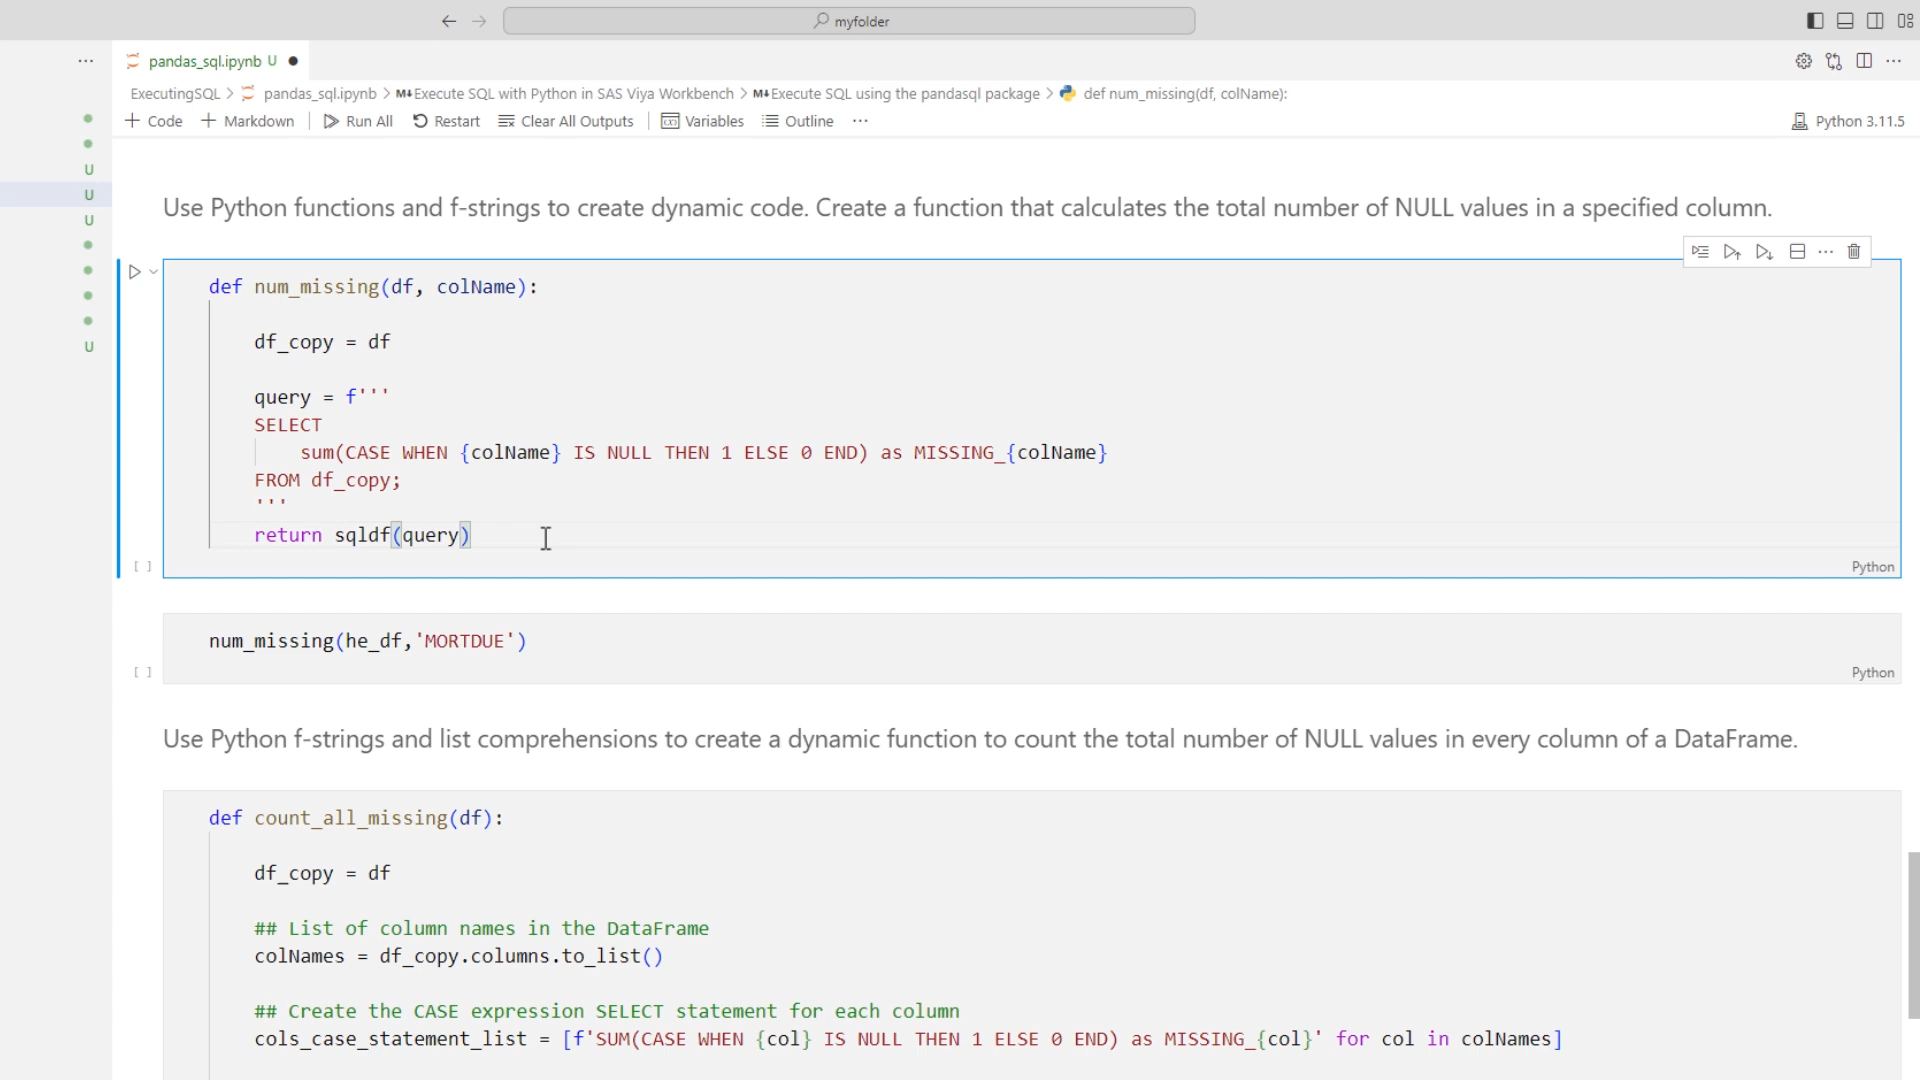 myfolder
pandas_sql.ipynb U
ExecutingSQL > pandas_sql.ipynb > M↓Execute SQL with Python in SAS Viya Workbench > M↓Execute SQL using the pandasql package > def num_missing(df, colName):
+ Code + Markdown Run All Restart Clear All Outputs Variables Outline ... Python 3.11.5
U
U
U
U
Use Python functions and f-strings to create dynamic code. Create a function that calculates the total number of NULL values in a specified column.
def num_missing(df, colName):
df_copy = df
query = f'''
SELECT
sum(CASE WHEN {colName} IS NULL THEN 1 ELSE 0 END) as MISSING_{colName}
FROM df_copy;
'''
return sqldf(query)
[ ] Python
num_missing(he_df,'MORTDUE')
[ ] Python
Use Python f-strings and list comprehensions to create a dynamic function to count the total number of NULL values in every column of a DataFrame.
def count_all_missing(df):
df_copy = df
## List of column names in the DataFrame
colNames = df_copy.columns.to_list()
## Create the CASE expression SELECT statement for each column
cols_case_statement_list = [f'SUM(CASE WHEN {col} IS NULL THEN 1 ELSE 0 END) as MISSING_{col}' for col in colNames]